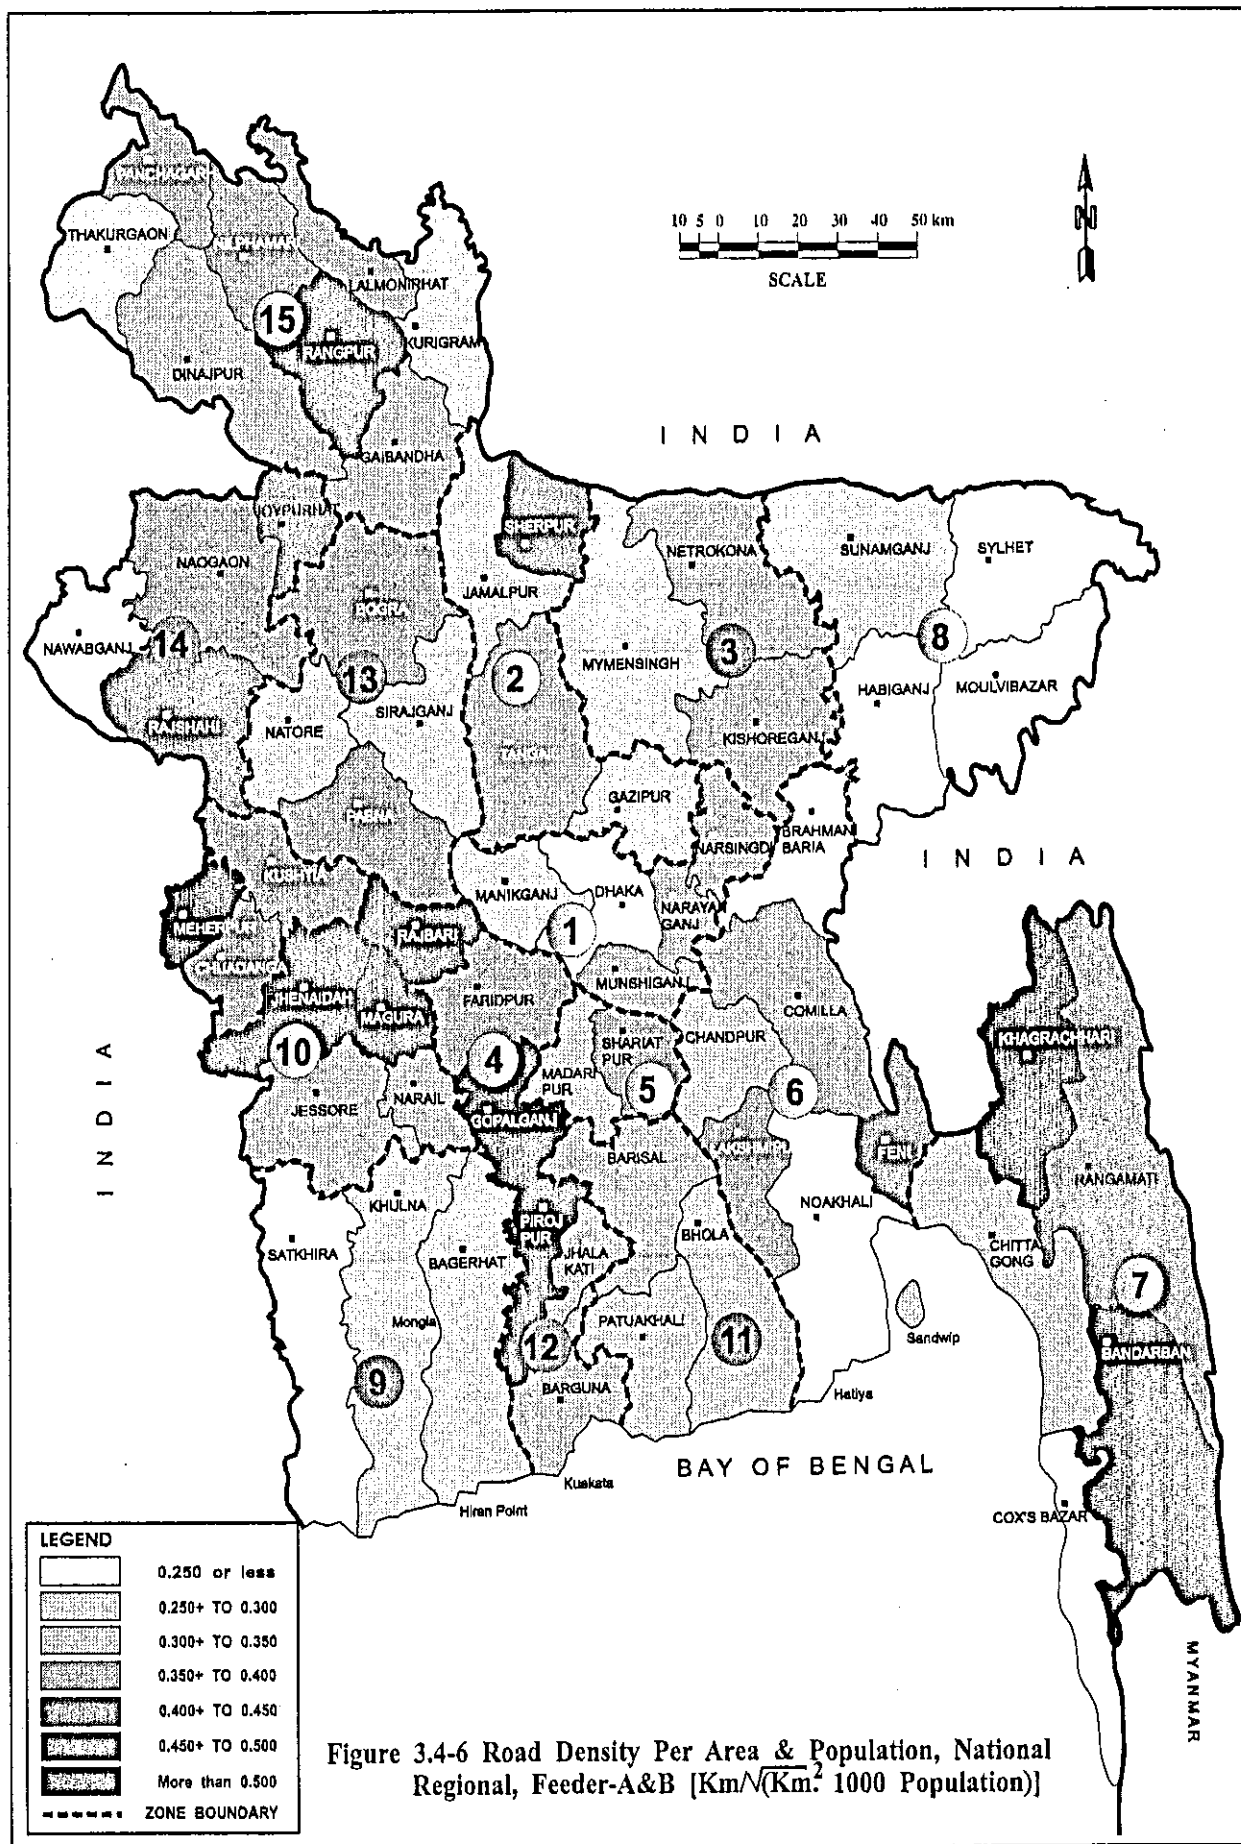 PANCHAGARH
THAKURGAON
NILPHAMARI
LALMONIRHAT
15
RANGPUR
KURIGRAM
DINAJPUR
GAIBANDHA
10 5 0 10 20 30 40 50 km
SCALE
N
I N D I A
JOYPURHAT
SHERPUR
NAOGAON
NETROKONA
SUNAMGANJ
SYLHET
JAMALPUR
BOGRA
NAWABGANJ
14
13
2
MYMENSINGH
3
8
HABIGANJ
MOULVIBAZAR
RAJSHAHI
NATORE
SIRAJGANJ
KISHOREGANJ
TANGAIL
GAZIPUR
PABNA
NARSINGDI
BRAHMAN
BARIA
I N D I A
KUSHTIA
MANIKGANJ
DHAKA
NARAYAN
GANJ
MEHERPUR
RAJBARI
1
CHUADANGA
JHENAIDAH
MAGURA
FARIDPUR
MUNSHIGANJ
COMILLA
10
4
SHARIAT
PUR
CHANDPUR
KHAGRACHHARI
MADARI
PUR
5
6
JESSORE
NARAIL
GOPALGANJ
I N D I A
BARISAL
LAKSHMIPUR
FENI
RANGAMATI
KHULNA
NOAKHALI
PIROJ
PUR
BHOLA
SATKHIRA
BAGERHAT
JHALA
KATI
CHITTA
GONG
7
Mongla
PATUAKHALI
Sandwip
12
11
BANDARBAN
9
BARGUNA
Hatiya
BAY OF BENGAL
Kuakata
Hiran Point
COX'S BAZAR
MYANMAR
LEGEND
0.250 or less
0.250+ TO 0.300
0.300+ TO 0.350
0.350+ TO 0.400
0.400+ TO 0.450
0.450+ TO 0.500
More than 0.500
ZONE BOUNDARY
Figure 3.4-6 Road Density Per Area & Population, National
Regional, Feeder-A&B [Km/√(Km.² 1000 Population)]